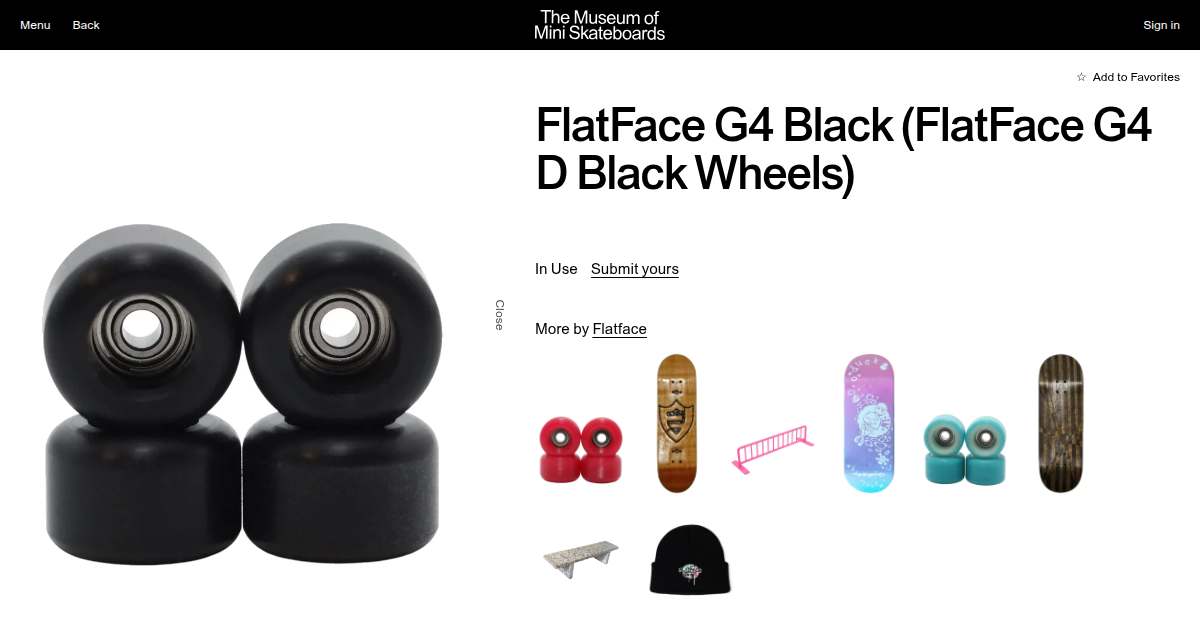 Menu
Back
The Museum of
Mini Skateboards
Sign in
☆ Add to Favorites
FlatFace G4 Black (FlatFace G4
D Black Wheels)
In Use Submit yours
Close
More by Flatface